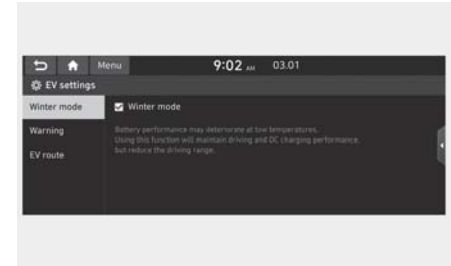 Menu
9:02 AM 03.01
EV settings
Winter mode
Winter mode
Battery performance may deteriorate at low temperatures.
Using this function will maintain driving and DC charging performance,
but reduce the driving range.
Warning
EV route